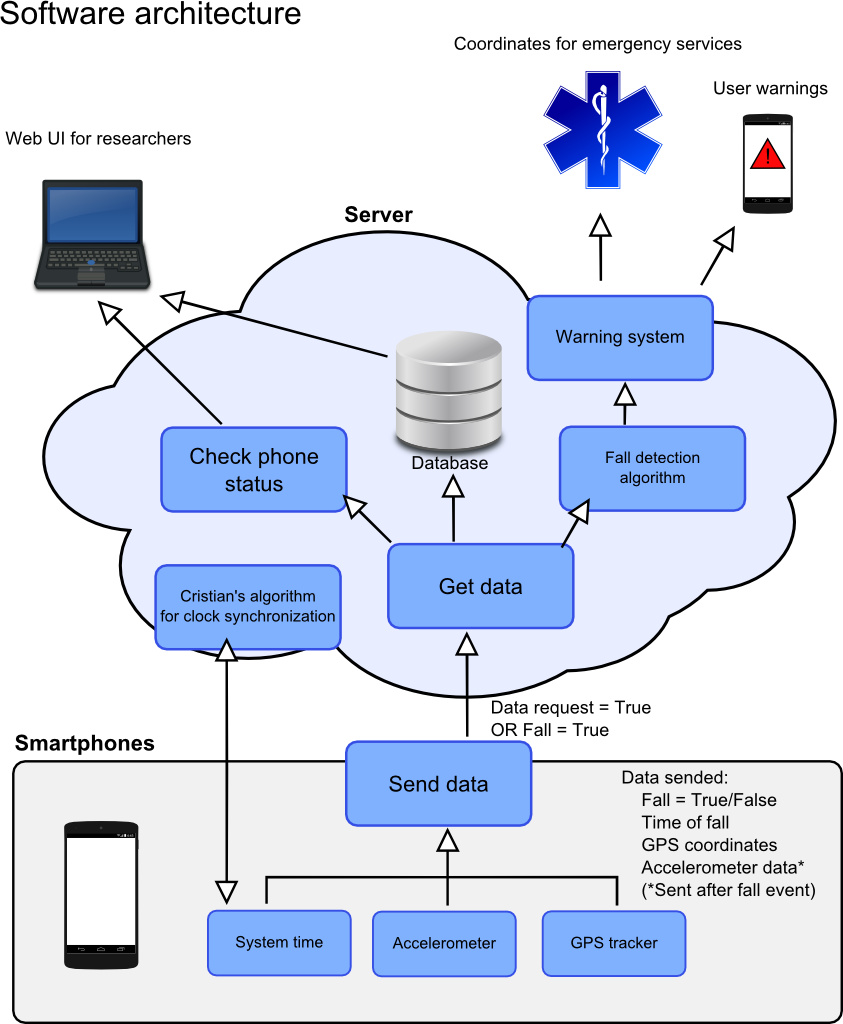 Software architecture
Coordinates for emergency services
User warnings
Web UI for researchers
Server
Warning system
Check phone
status
Database
Fall detection
algorithm
Cristian's algorithm
for clock synchronization
Get data
Data request = True
OR Fall = True
Smartphones
Send data
Data sended:
Fall = True/False
Time of fall
GPS coordinates
Accelerometer data*
(*Sent after fall event)
System time
Accelerometer
GPS tracker